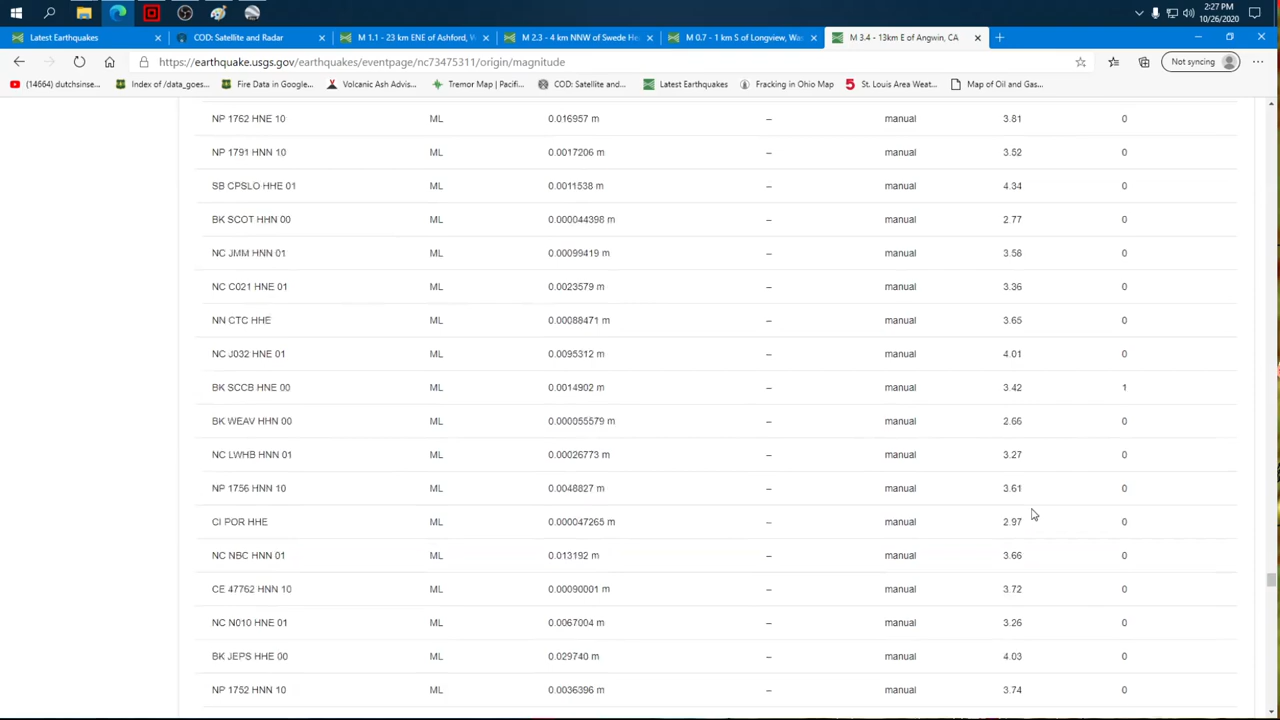 2:27 PM
10/26/2020
Latest Earthquakes
COD: Satellite and Radar
M 1.1 - 23 km ENE of Ashford, W
M 2.3 - 4 km NNW of Swede He
M 0.7 - 1 km S of Longview, Was
M 3.4 - 13km E of Angwin, CA
https://earthquake.usgs.gov/earthquakes/eventpage/nc73475311/origin/magnitude
Not syncing
(14664) dutchsinse...
Index of /data_goes...
Fire Data in Google...
Volcanic Ash Advis...
Tremor Map | Pacifi...
COD: Satellite and...
Latest Earthquakes
Fracking in Ohio Map
St. Louis Area Weat...
Map of Oil and Gas...
NP 1762 HNE 10 ML 0.016957 m – manual 3.81 0
NP 1791 HNN 10 ML 0.0017206 m – manual 3.52 0
SB CPSLO HHE 01 ML 0.0011538 m – manual 4.34 0
BK SCOT HHN 00 ML 0.000044398 m – manual 2.77 0
NC JMM HNN 01 ML 0.00099419 m – manual 3.58 0
NC C021 HNE 01 ML 0.0023579 m – manual 3.36 0
NN CTC HHE ML 0.00088471 m – manual 3.65 0
NC J032 HNE 01 ML 0.0095312 m – manual 4.01 0
BK SCCB HNE 00 ML 0.0014902 m – manual 3.42 1
BK WEAV HHN 00 ML 0.000055579 m – manual 2.66 0
NC LWHB HNN 01 ML 0.00026773 m – manual 3.27 0
NP 1756 HNN 10 ML 0.0048827 m – manual 3.61 0
CI POR HHE ML 0.000047265 m – manual 2.97 0
NC NBC HNN 01 ML 0.013192 m – manual 3.66 0
CE 47762 HNN 10 ML 0.00090001 m – manual 3.72 0
NC N010 HNE 01 ML 0.0067004 m – manual 3.26 0
BK JEPS HHE 00 ML 0.029740 m – manual 4.03 0
NP 1752 HNN 10 ML 0.0036396 m – manual 3.74 0